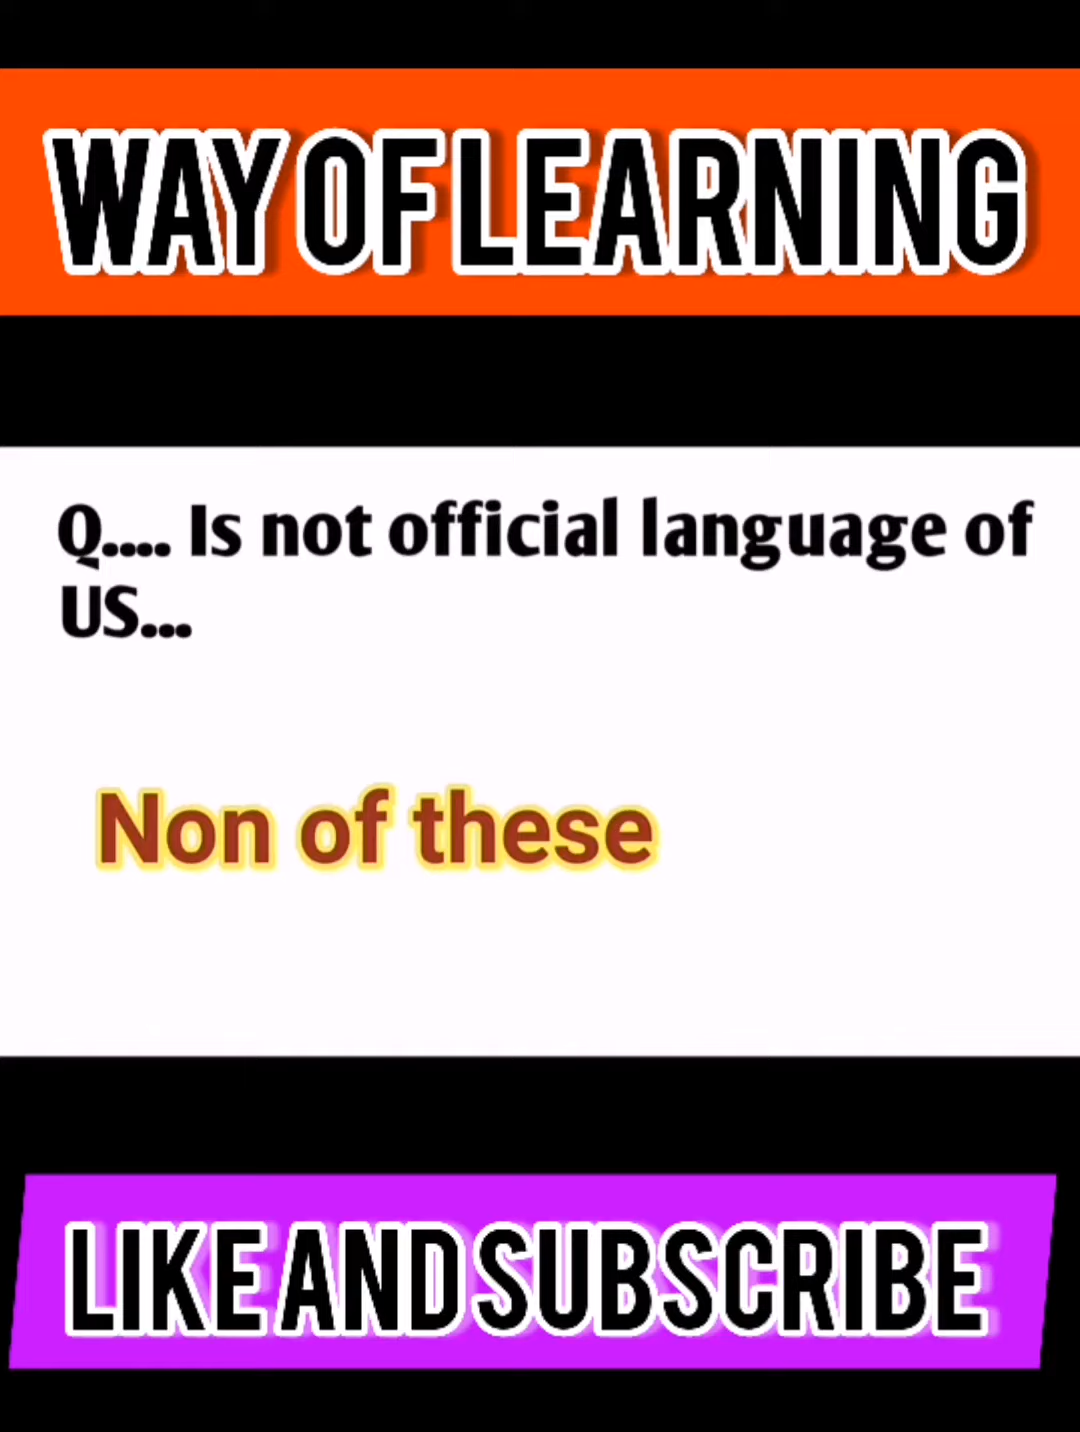 WAY OF LEARNING
Q.... Is not official language of
US...
Non of these
LIKE AND SUBSCRIBE